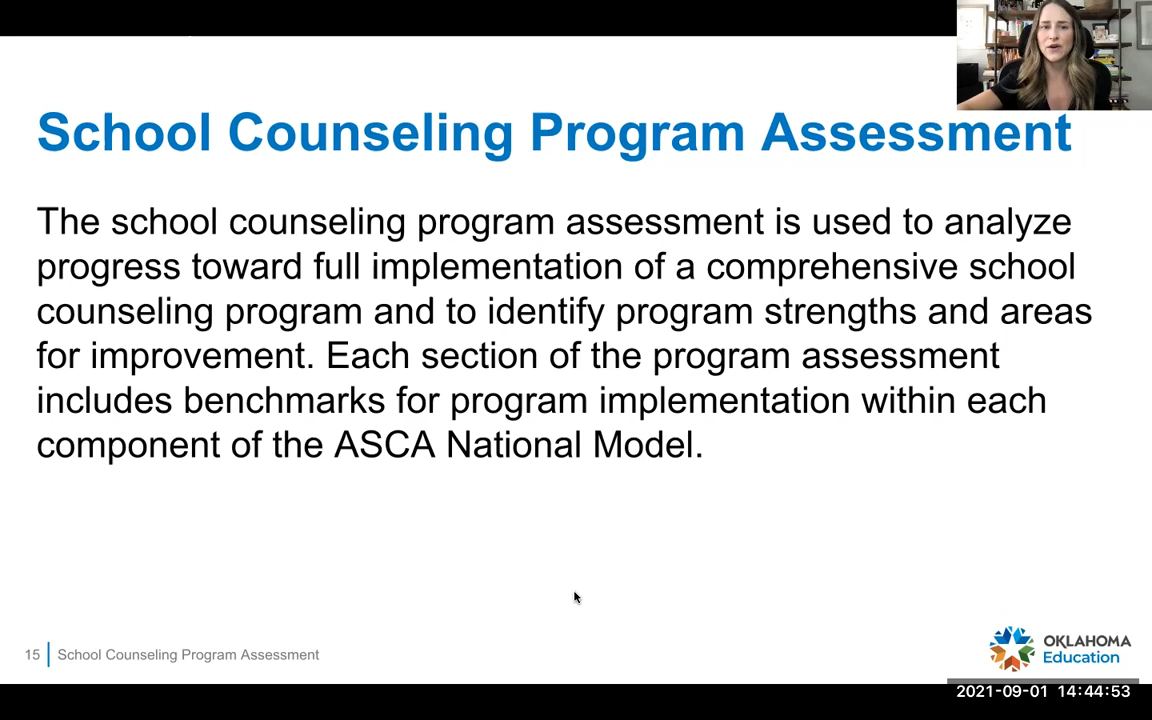 School Counseling Program Assessment
The school counseling program assessment is used to analyze
progress toward full implementation of a comprehensive school
counseling program and to identify program strengths and areas
for improvement. Each section of the program assessment
includes benchmarks for program implementation within each
component of the ASCA National Model.
15 School Counseling Program Assessment
OKLAHOMA
Education
2021-09-01 14:44:53